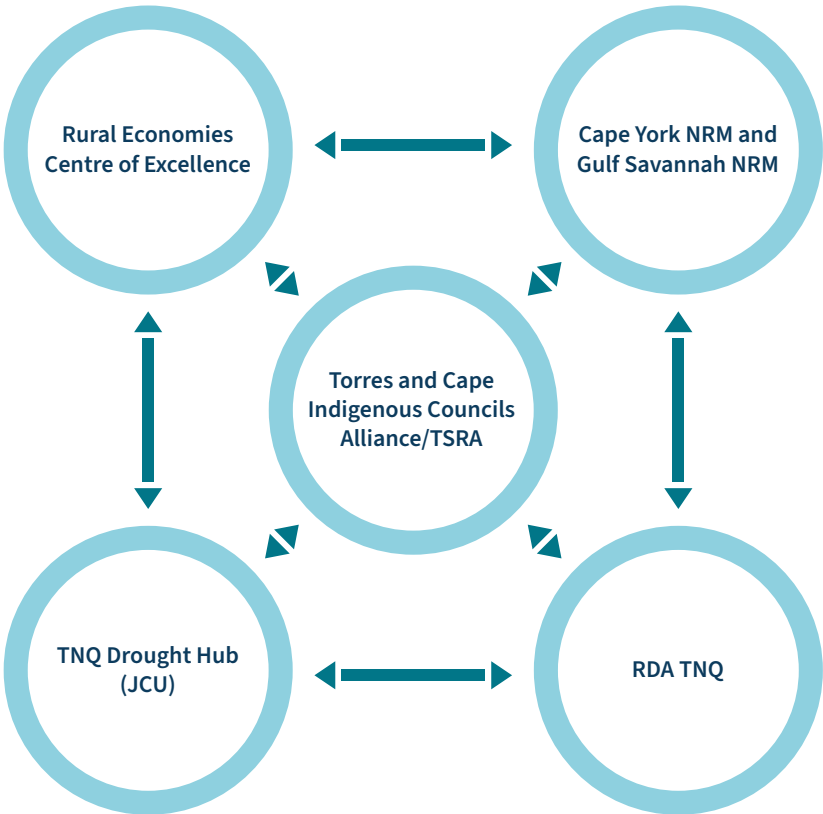 Rural Economies
Centre of Excellence
Cape York NRM and
Gulf Savannah NRM
Torres and Cape
Indigenous Councils
Alliance/TSRA
TNQ Drought Hub
(JCU)
RDA TNQ